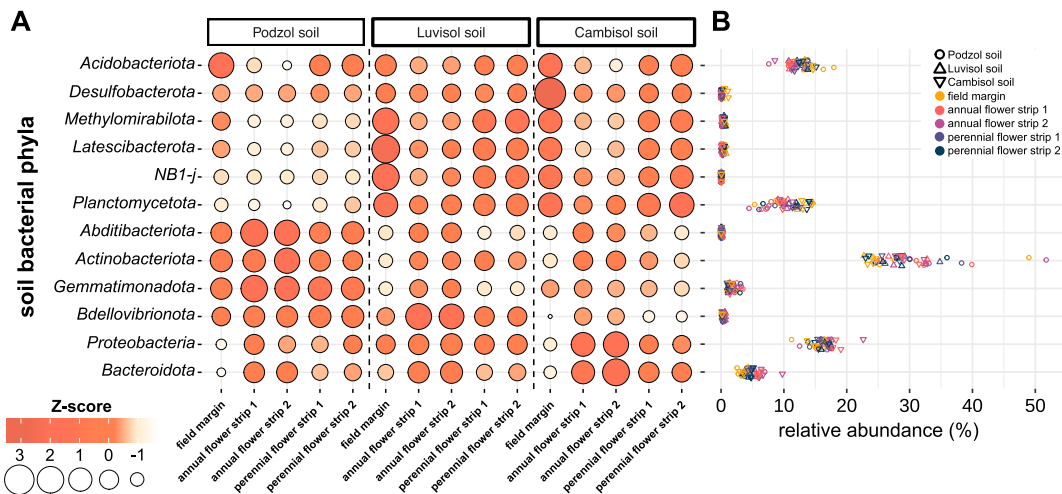 A
B
Podzol soil
Luvisol soil
Cambisol soil
soil bacterial phyla
Acidobacteriota
Desulfobacterota
Methylomirabilota
Latescibacterota
NB1-j
Planctomycetota
Abditibacteriota
Actinobacteriota
Gemmatimonadota
Bdellovibrionota
Proteobacteria
Bacteroidota
field margin
annual flower strip 1
annual flower strip 2
perennial flower strip 1
perennial flower strip 2
field margin
annual flower strip 1
annual flower strip 2
perennial flower strip 1
perennial flower strip 2
field margin
annual flower strip 1
annual flower strip 2
perennial flower strip 1
perennial flower strip 2
Z-score
3 2 1 0 -1
Podzol soil
Luvisol soil
Cambisol soil
field margin
annual flower strip 1
annual flower strip 2
perennial flower strip 1
perennial flower strip 2
0 10 20 30 40 50
relative abundance (%)